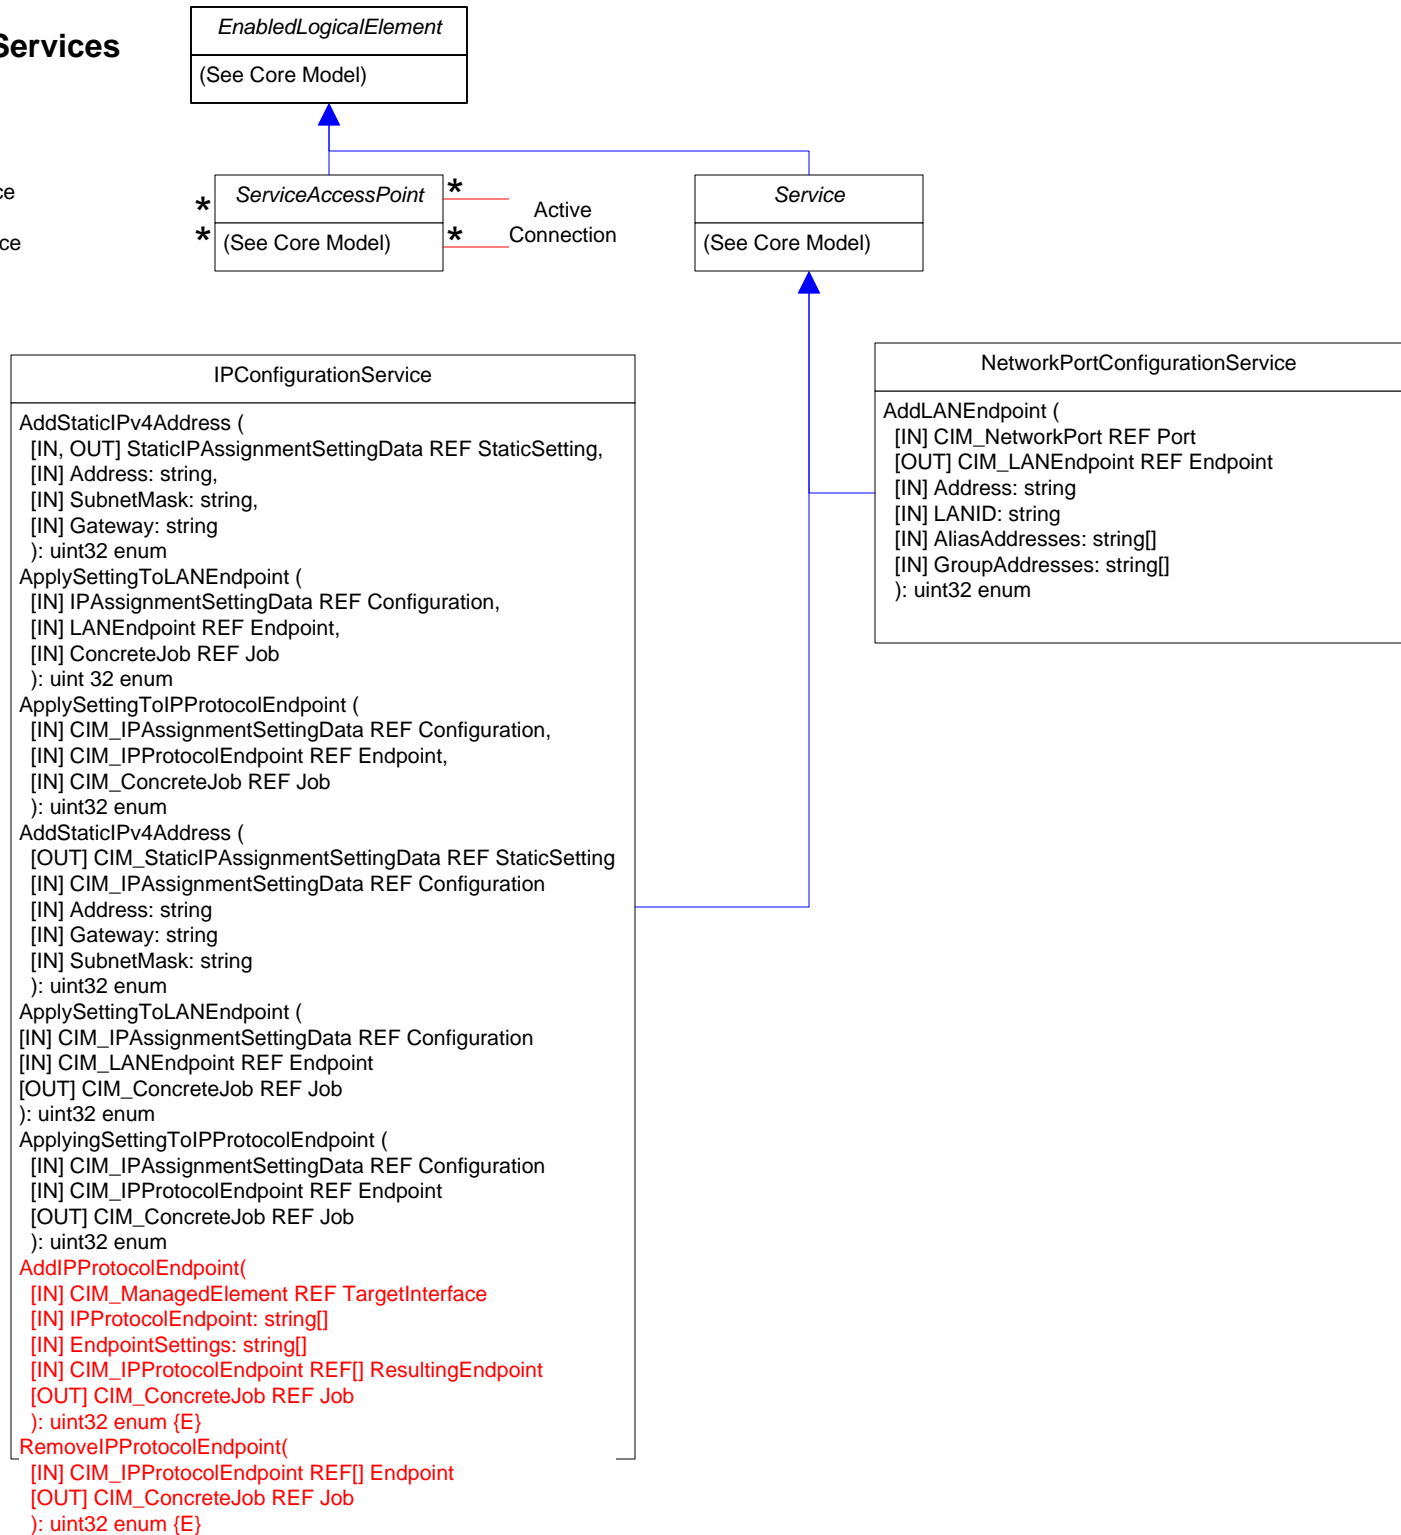 Services
EnabledLogicalElement
(See Core Model)
ce
ce
*
*
ServiceAccessPoint
(See Core Model)
*
*
Active
Connection
Service
(See Core Model)
IPConfigurationService
AddStaticIPv4Address (
[IN, OUT] StaticIPAssignmentSettingData REF StaticSetting,
[IN] Address: string,
[IN] SubnetMask: string,
[IN] Gateway: string
): uint32 enum
ApplySettingToLANEndpoint (
[IN] IPAssignmentSettingData REF Configuration,
[IN] LANEndpoint REF Endpoint,
[IN] ConcreteJob REF Job
): uint 32 enum
ApplySettingToIPProtocolEndpoint (
[IN] CIM_IPAssignmentSettingData REF Configuration,
[IN] CIM_IPProtocolEndpoint REF Endpoint,
[IN] CIM_ConcreteJob REF Job
): uint32 enum
AddStaticIPv4Address (
[OUT] CIM_StaticIPAssignmentSettingData REF StaticSetting
[IN] CIM_IPAssignmentSettingData REF Configuration
[IN] Address: string
[IN] Gateway: string
[IN] SubnetMask: string
): uint32 enum
ApplySettingToLANEndpoint (
[IN] CIM_IPAssignmentSettingData REF Configuration
[IN] CIM_LANEndpoint REF Endpoint
[OUT] CIM_ConcreteJob REF Job
): uint32 enum
ApplyingSettingToIPProtocolEndpoint (
[IN] CIM_IPAssignmentSettingData REF Configuration
[IN] CIM_IPProtocolEndpoint REF Endpoint
[OUT] CIM_ConcreteJob REF Job
): uint32 enum
AddIPProtocolEndpoint(
[IN] CIM_ManagedElement REF TargetInterface
[IN] IPProtocolEndpoint: string[]
[IN] EndpointSettings: string[]
[IN] CIM_IPProtocolEndpoint REF[] ResultingEndpoint
[OUT] CIM_ConcreteJob REF Job
): uint32 enum {E}
RemoveIPProtocolEndpoint(
[IN] CIM_IPProtocolEndpoint REF[] Endpoint
[OUT] CIM_ConcreteJob REF Job
): uint32 enum {E}
NetworkPortConfigurationService
AddLANEndpoint (
[IN] CIM_NetworkPort REF Port
[OUT] CIM_LANEndpoint REF Endpoint
[IN] Address: string
[IN] LANID: string
[IN] AliasAddresses: string[]
[IN] GroupAddresses: string[]
): uint32 enum